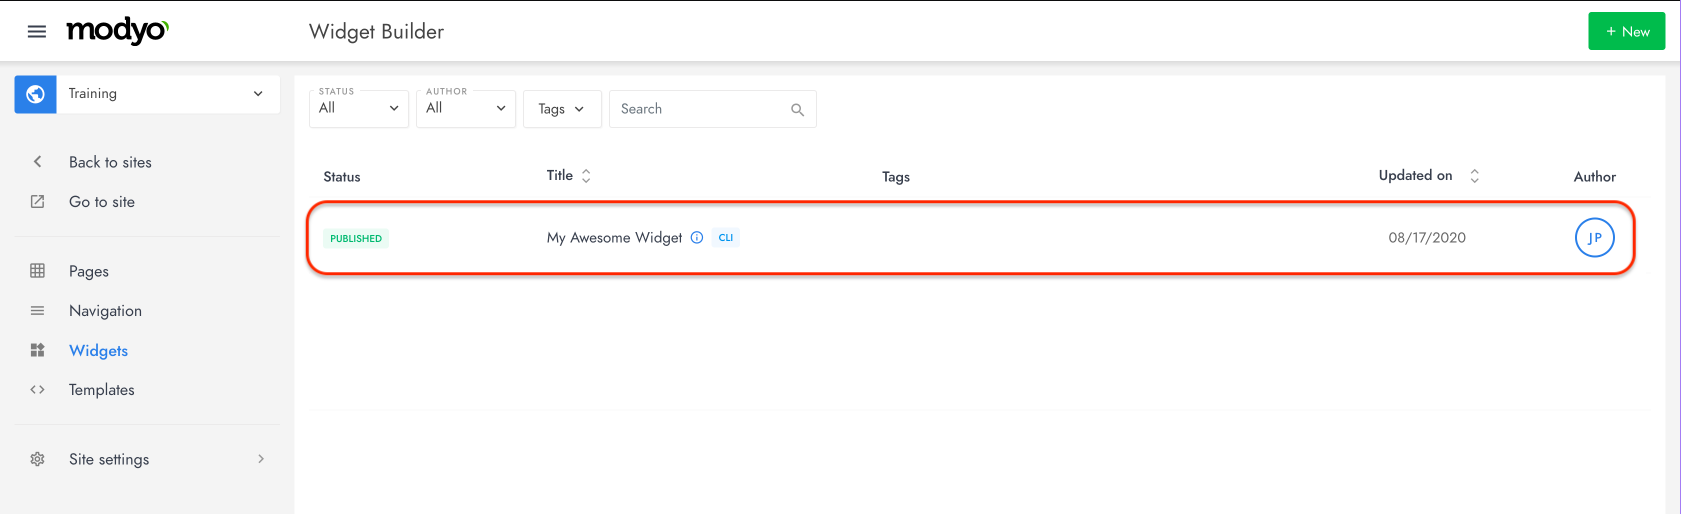 modyo
Widget Builder
+ New
Training
STATUS
All
AUTHOR
All
Tags
Search
Back to sites
Go to site
Pages
Navigation
Widgets
Templates
Site settings
Status Title Tags Updated on Author
PUBLISHED My Awesome Widget CLI 08/17/2020 JP